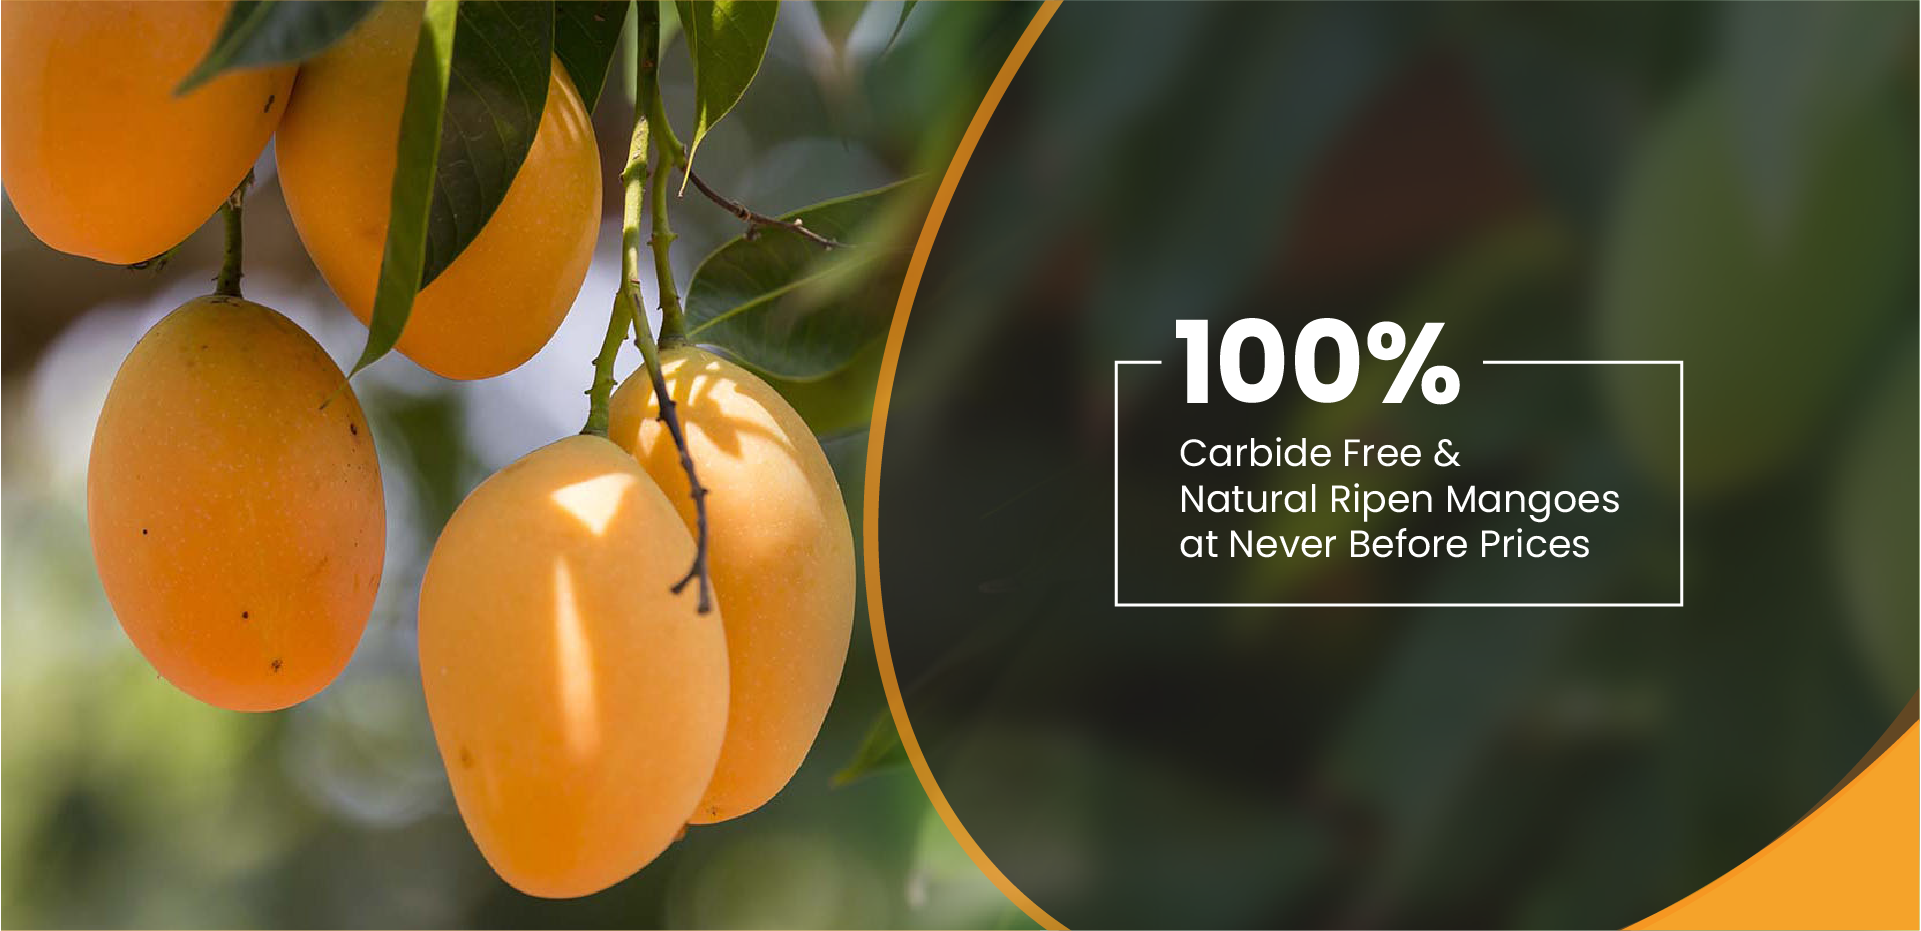 100%
Carbide Free &
Natural Ripen Mangoes
at Never Before Prices